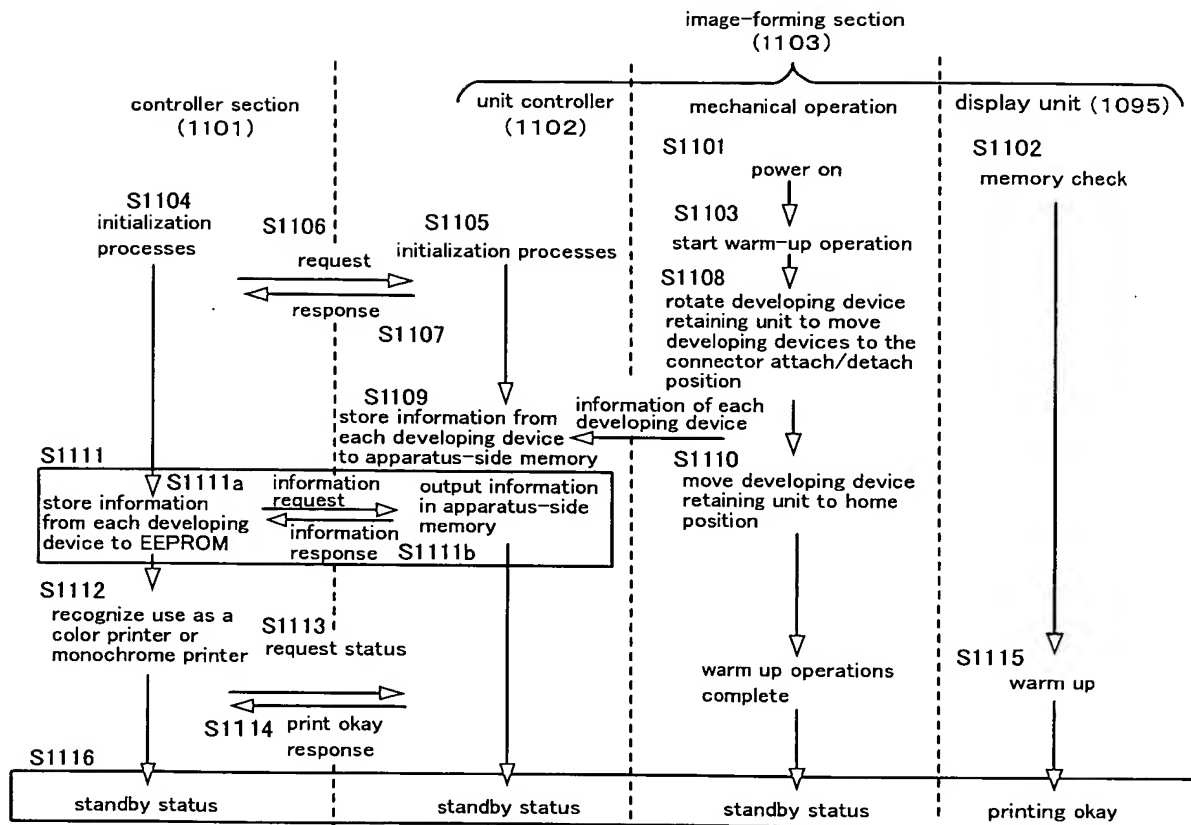 image-forming section
(1103)
controller section
(1101)
unit controller
(1102)
mechanical operation
display unit (1095)
S1101
power on
S1102
memory check
S1103
start warm-up operation
S1104
initialization
processes
S1106
request
response
S1107
S1105
initialization processes
S1108
rotate developing device
retaining unit to move
developing devices to the
connector attach/detach
position
S1109
store information from
each developing device
to apparatus-side memory
information of each
developing device
S1110
move developing device
retaining unit to home
position
S1111
S1111a
store information
from each developing
device to EEPROM
information
request
information
response
output information
in apparatus-side
memory
S1111b
S1112
recognize use as a
color printer or
monochrome printer
S1113
request status
S1114
print okay
response
warm up operations
complete
S1115
warm up
S1116
standby status
standby status
standby status
printing okay